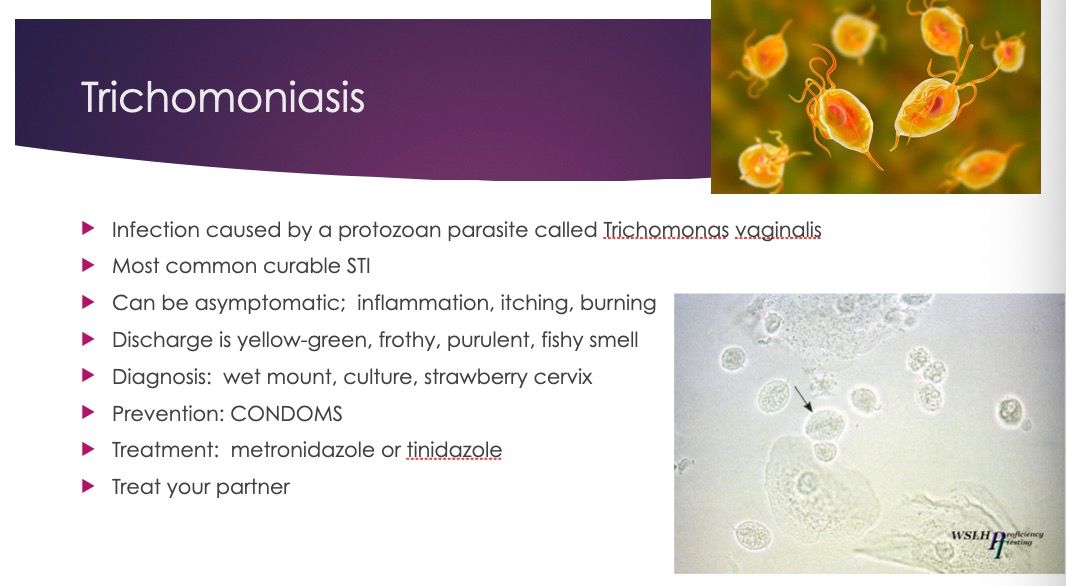 Trichomoniasis
Infection caused by a protozoan parasite called Trichomonas vaginalis
Most common curable STI
Can be asymptomatic;  inflammation, itching, burning
Discharge is yellow-green, frothy, purulent, fishy smell
Diagnosis:  wet mount, culture, strawberry cervix
Prevention: CONDOMS
Treatment:  metronidazole or tinidazole
Treat your partner
WSLH Proficiency
Testing